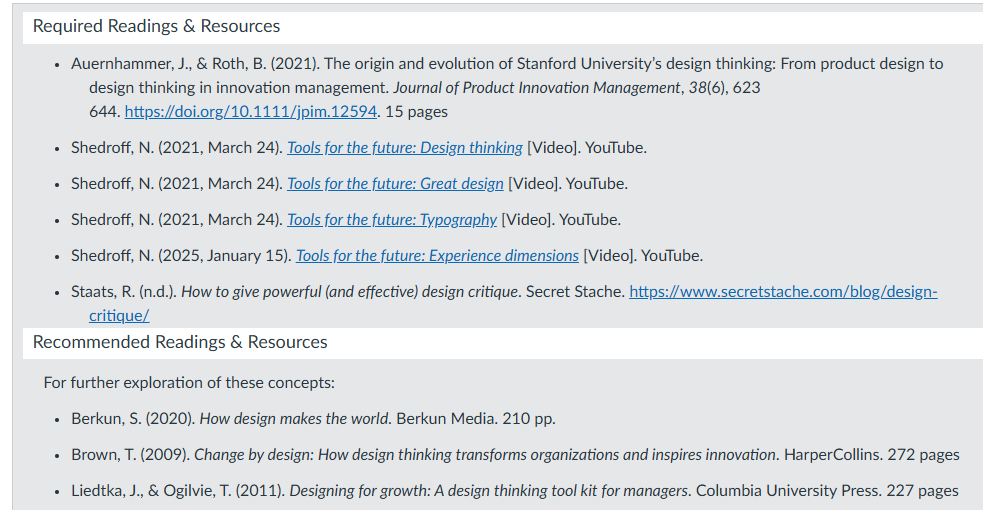 Required Readings & Resources
• Auernhammer, J., & Roth, B. (2021). The origin and evolution of Stanford University’s design thinking: From product design to
design thinking in innovation management. Journal of Product Innovation Management, 38(6), 623
644. https://doi.org/10.1111/jpim.12594. 15 pages
• Shedroff, N. (2021, March 24). Tools for the future: Design thinking [Video]. YouTube.
• Shedroff, N. (2021, March 24). Tools for the future: Great design [Video]. YouTube.
• Shedroff, N. (2021, March 24). Tools for the future: Typography [Video]. YouTube.
• Shedroff, N. (2025, January 15). Tools for the future: Experience dimensions [Video]. YouTube.
• Staats, R. (n.d.). How to give powerful (and effective) design critique. Secret Stache. https://www.secretstache.com/blog/design-
critique/
Recommended Readings & Resources
For further exploration of these concepts:
• Berkun, S. (2020). How design makes the world. Berkun Media. 210 pp.
• Brown, T. (2009). Change by design: How design thinking transforms organizations and inspires innovation. HarperCollins. 272 pages
• Liedtka, J., & Ogilvie, T. (2011). Designing for growth: A design thinking tool kit for managers. Columbia University Press. 227 pages